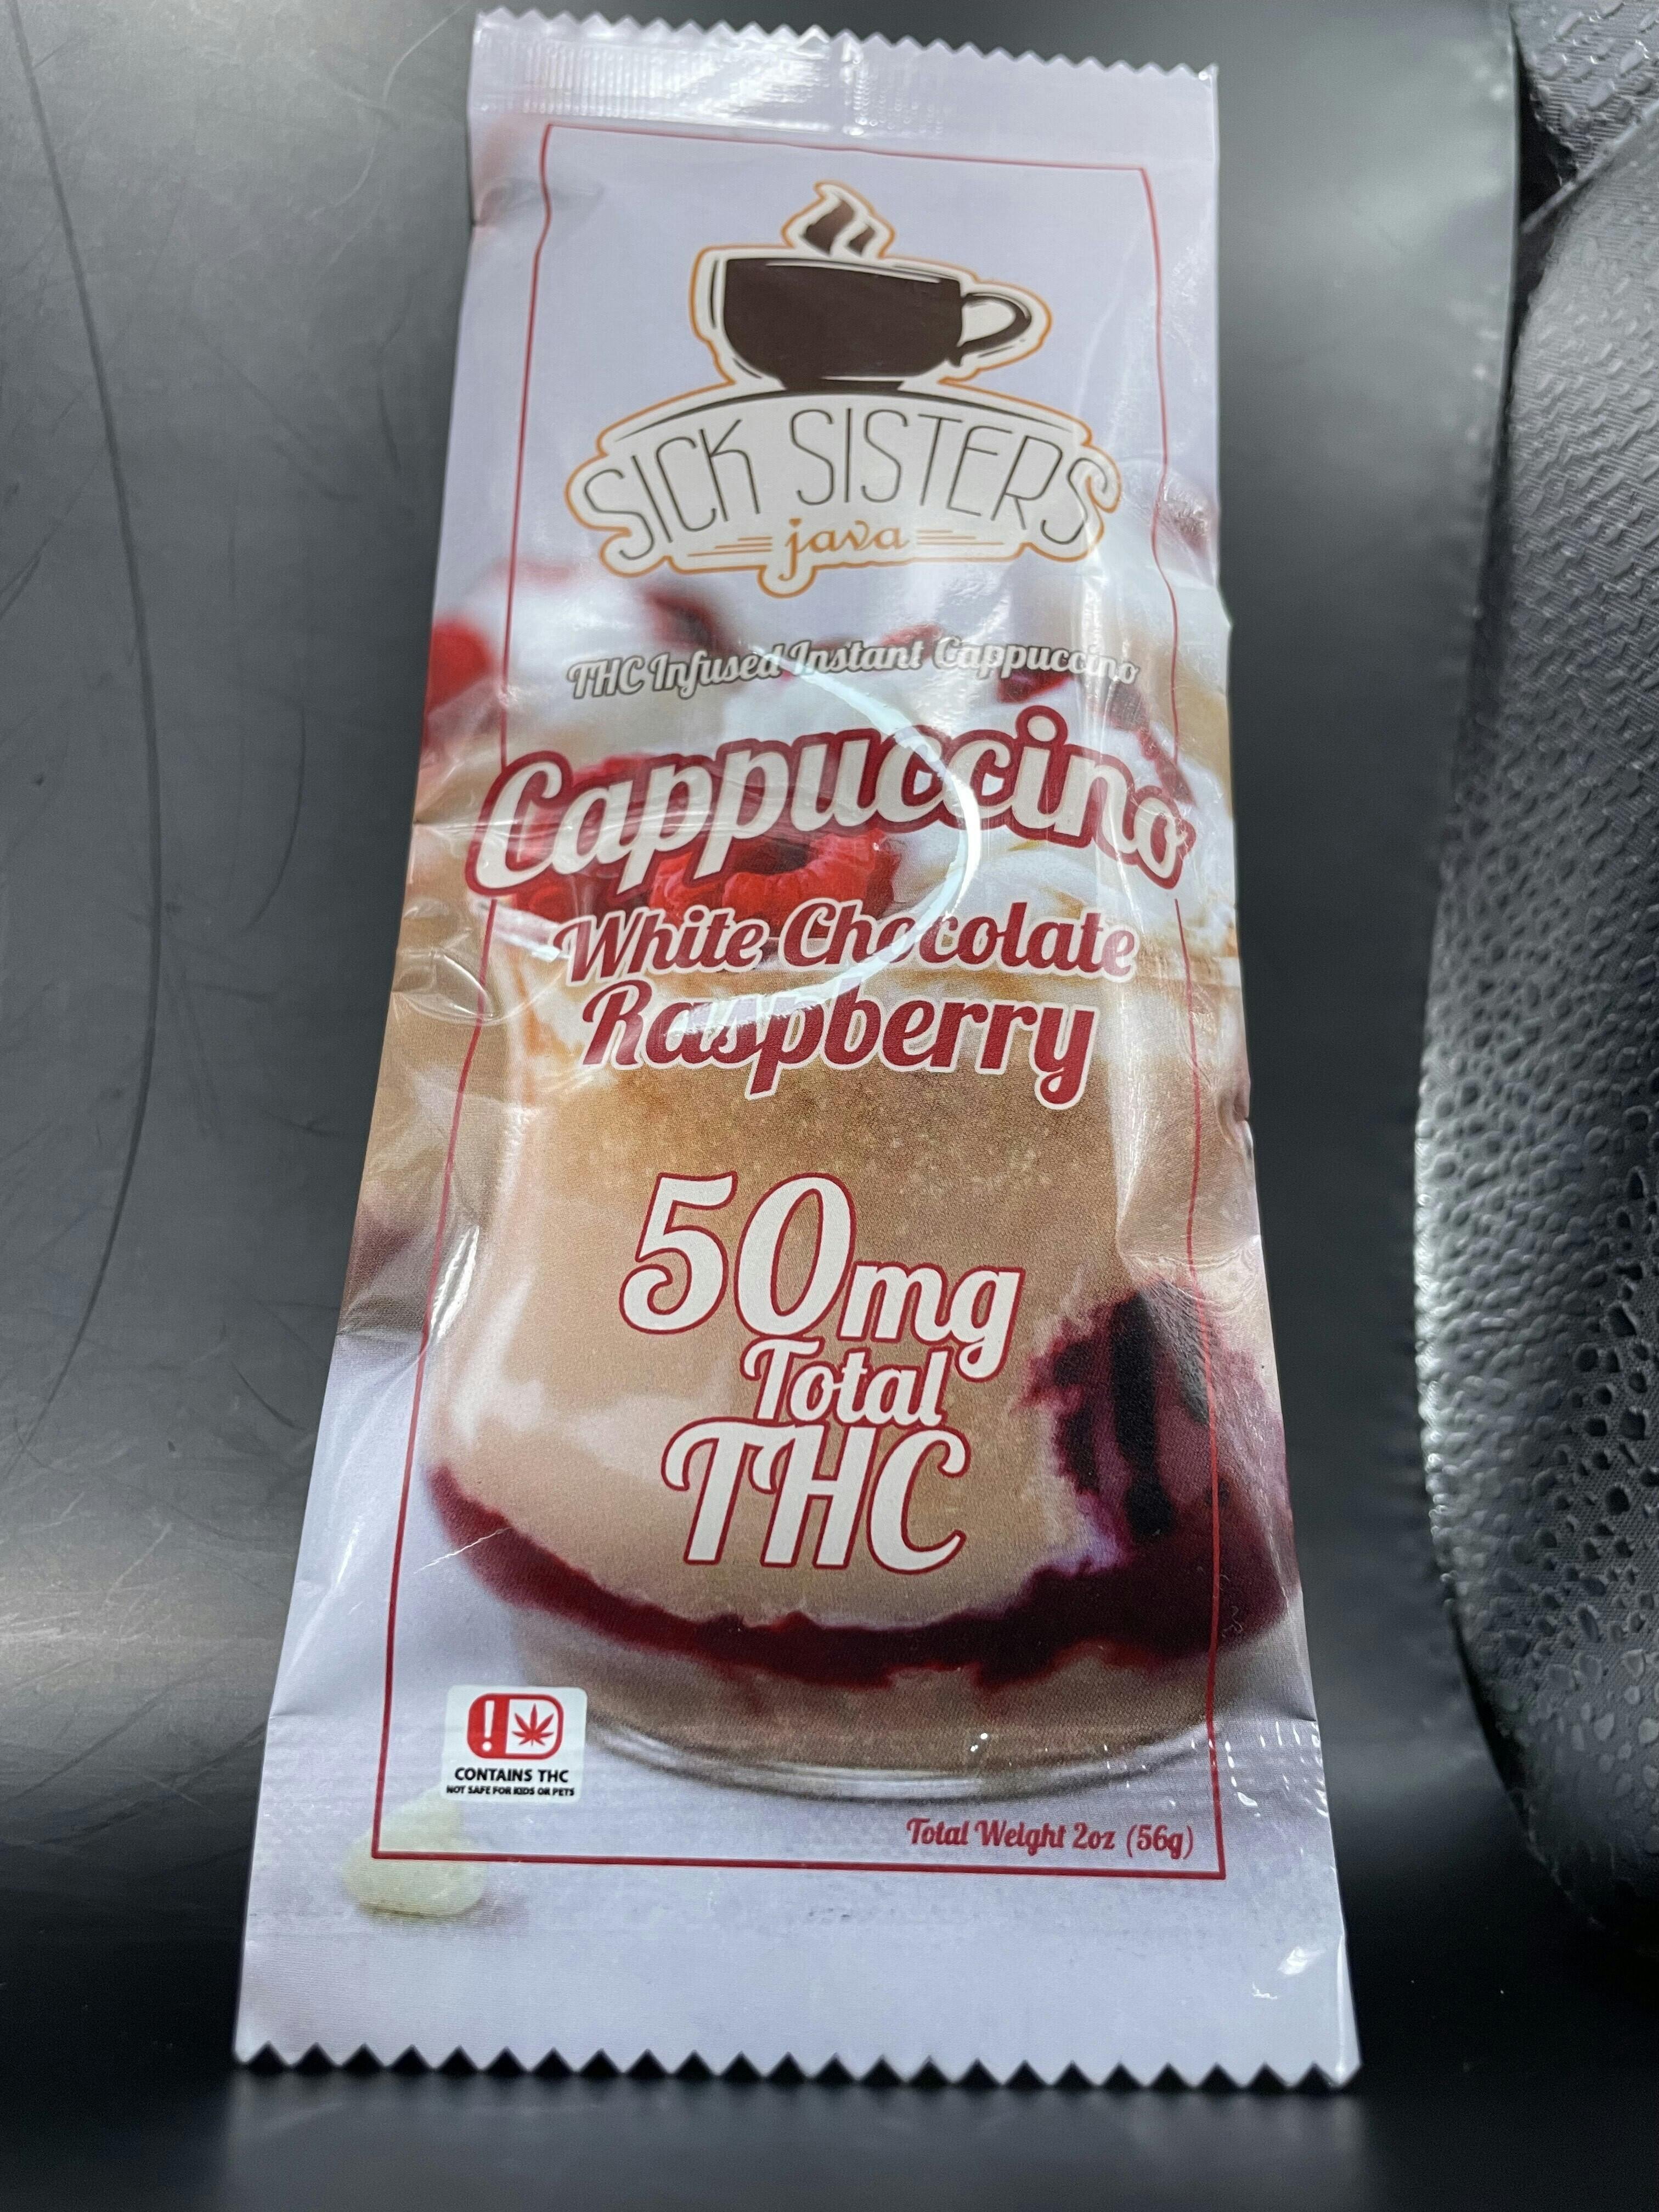 SICK SISTERS
java
THC Infused Instant Cappuccino
Cappuccino
White Chocolate
Raspberry
50mg
Total
THC
!
CONTAINS THC
NOT SAFE FOR KIDS OR PETS
Total Weight 2oz (56g)